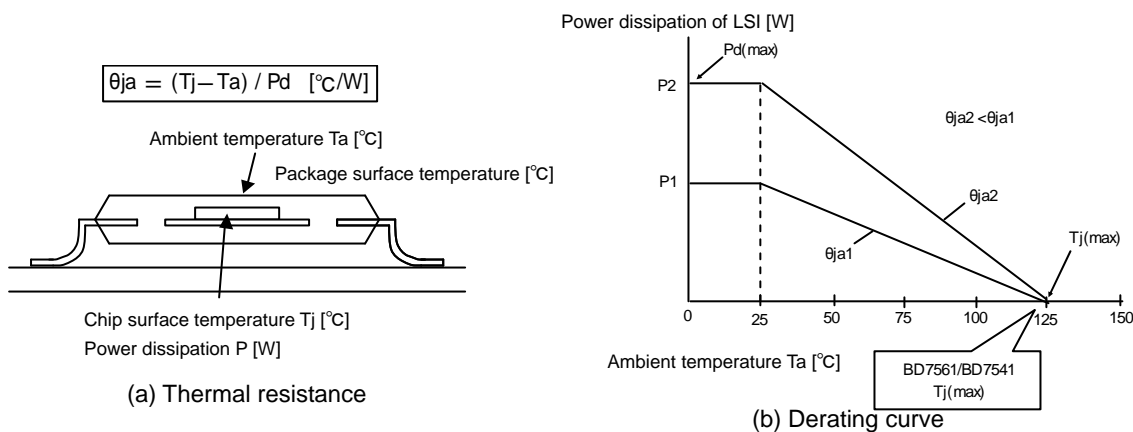 θja = (Tj－Ta) / Pd [℃/W]
Ambient temperature Ta [℃]
Package surface temperature [℃]
Chip surface temperature Tj [℃]
Power dissipation P [W]
(a) Thermal resistance
Power dissipation of LSI [W]
Pd(max)
P2
θja2 <θja1
P1
θja2
Tj(max)
θja1
0 25 50 75 100 125 150
Ambient temperature Ta [℃]
BD7561/BD7541
Tj(max)
(b) Derating curve